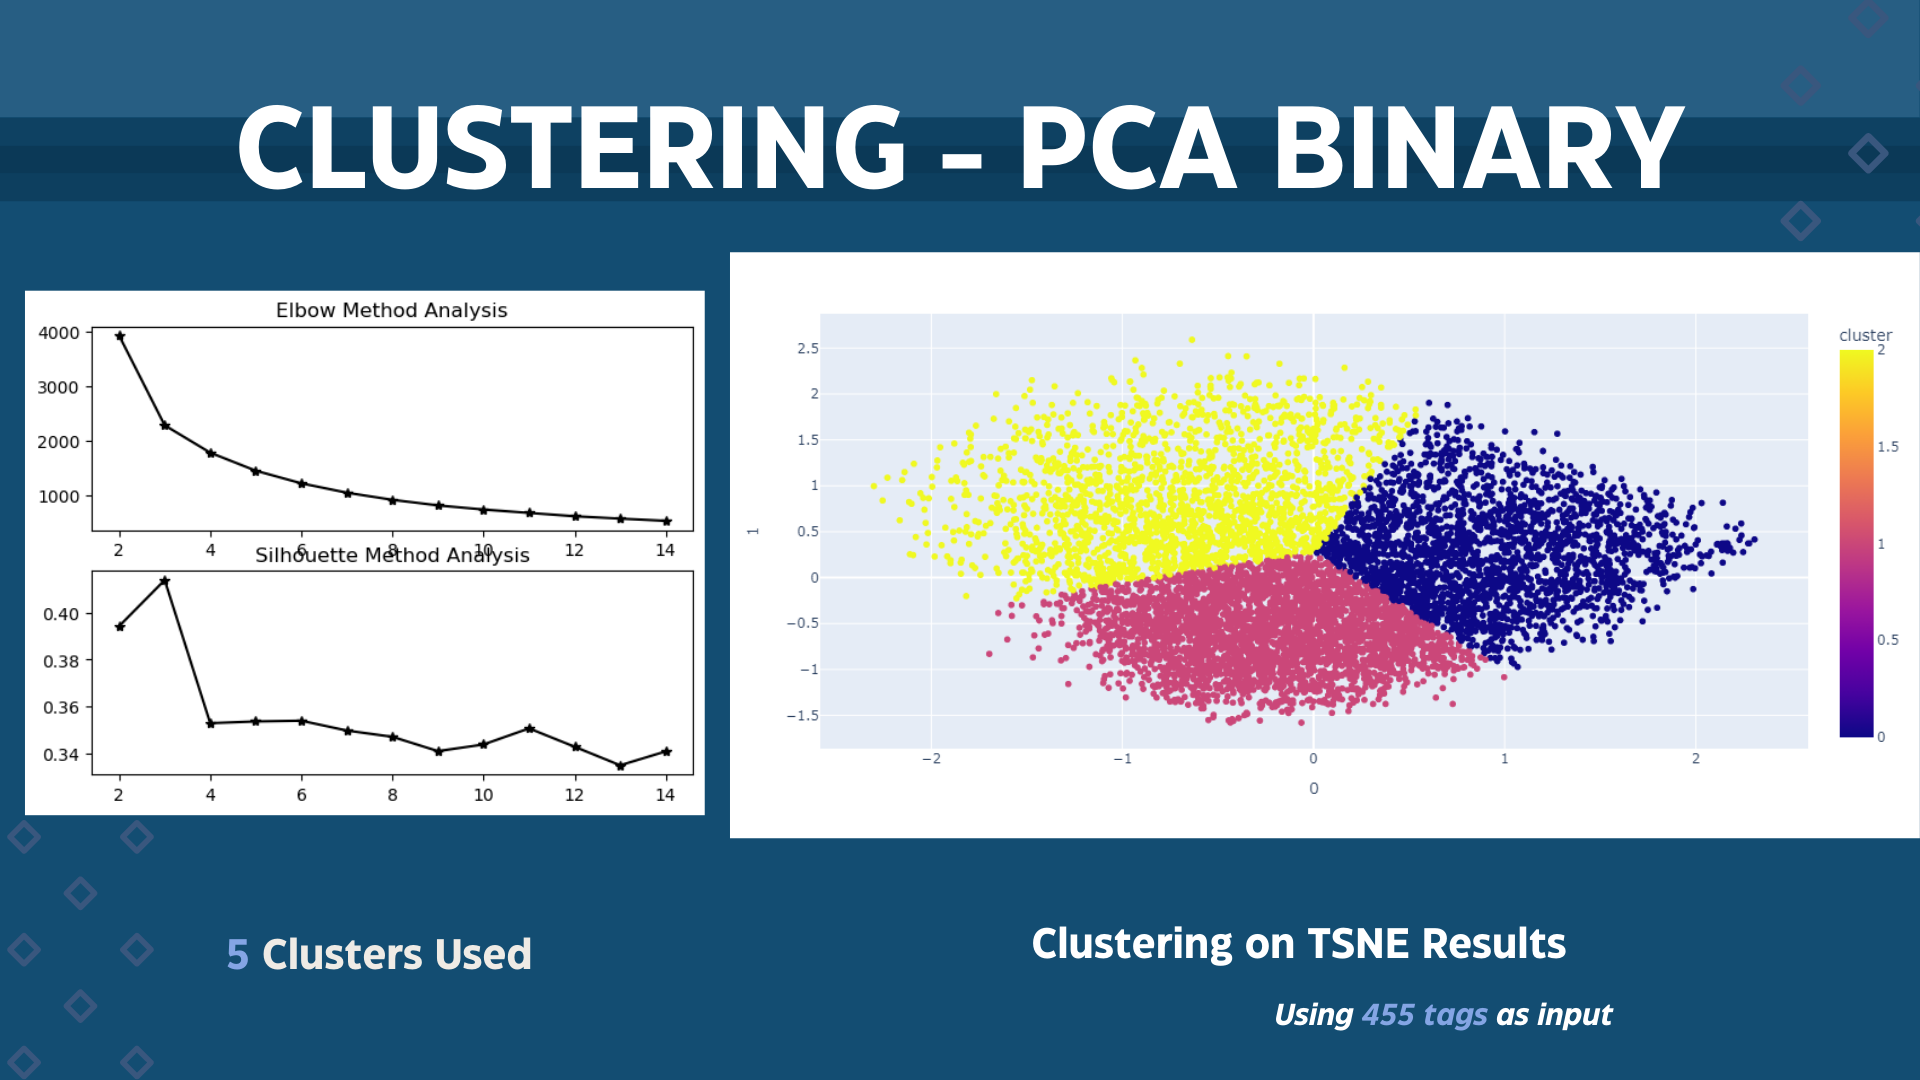 CLUSTERING - PCA BINARY
Elbow Method Analysis
4000
3000
2000
1000
2 4 6 8 10 12 14
Silhouette Method Analysis
0.40
0.38
0.36
0.34
2 4 6 8 10 12 14
2.5
2
1.5
1
0.5
0
−0.5
−1
−1.5
1
−2 −1 0 1 2
0
cluster
2
1.5
1
0.5
0
5 Clusters Used
Clustering on TSNE Results
Using 455 tags as input